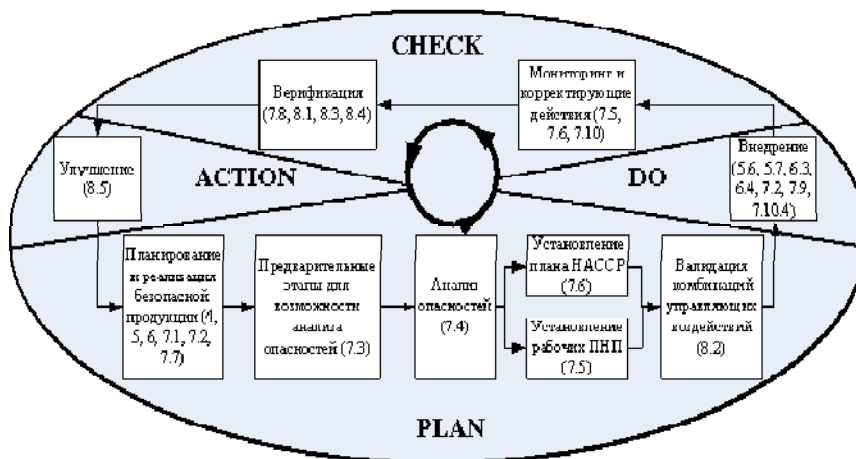 CHECK
Верификация
(7.8, 8.1, 8.3, 8.4)
Мониторинг и
корректирующие
действия (7.5,
7.6, 7.10)
Улучшение
(8.5)
ACTION
DO
Внедрение
(5.6, 5.7, 6.3,
6.4, 7.2, 7.9,
7.10.4)
Планирование
и реализация
безопасной
продукции (4,
5, 6, 7.1, 7.2,
7.7)
Предварительные
этапы для
возможности
анализа
опасностей (7.3)
Анализ
опасностей
(7.4)
Установление
плана НАССР
(7.6)
Установление
рабочих ПНП
(7.5)
Валидация
комбинаций
управляющих
воздействий
(8.2)
PLAN